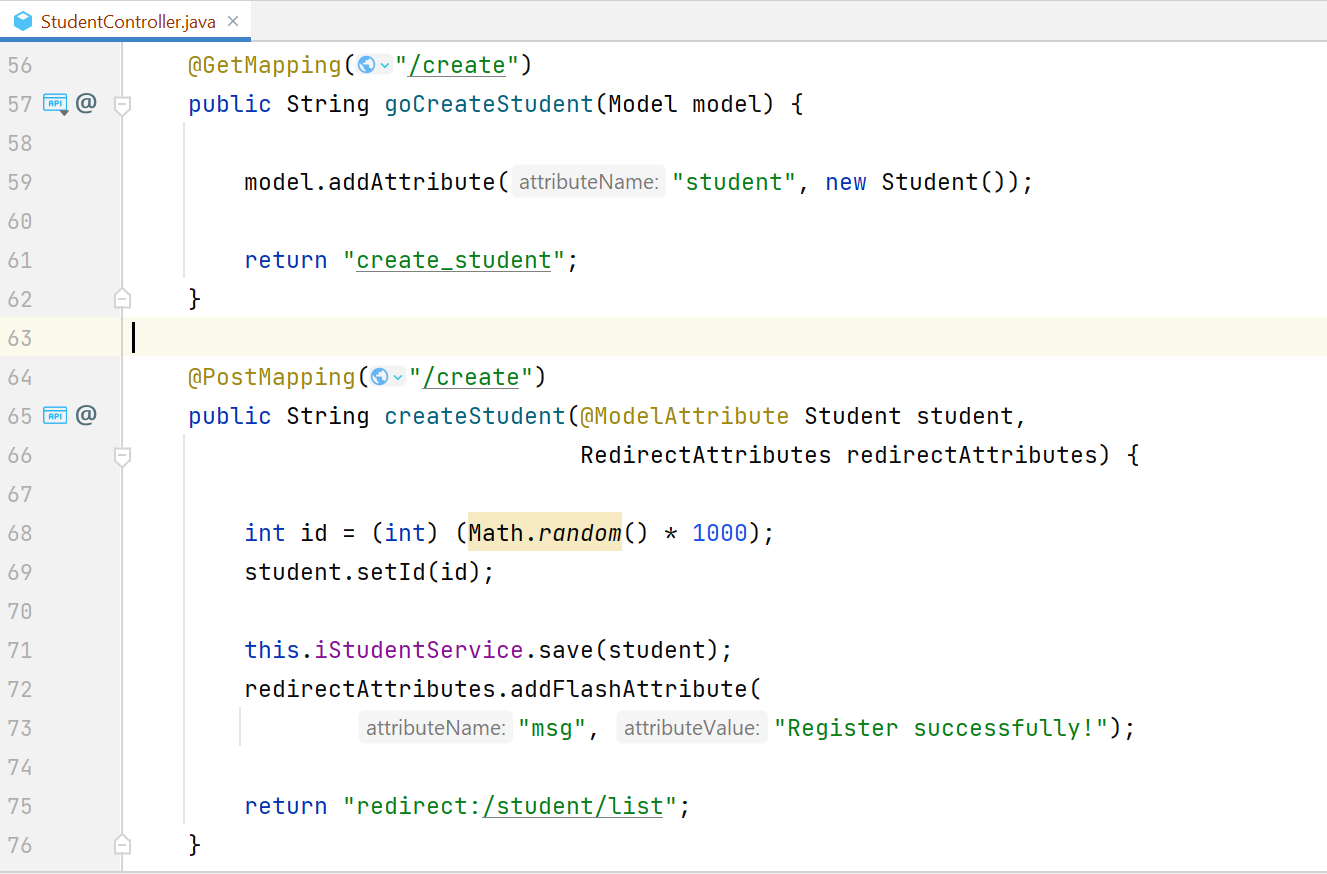 StudentController.java ×
56 @GetMapping("/create")
57 API @ public String goCreateStudent(Model model) {
58
59 model.addAttribute( attributeName: "student", new Student());
60
61 return "create_student";
62 }
63
64 @PostMapping("/create")
65 API @ public String createStudent(@ModelAttribute Student student,
66 RedirectAttributes redirectAttributes) {
67
68 int id = (int) (Math.random() * 1000);
69 student.setId(id);
70
71 this.iStudentService.save(student);
72 redirectAttributes.addFlashAttribute(
73 attributeName: "msg", attributeValue: "Register successfully!");
74
75 return "redirect:/student/list";
76 }